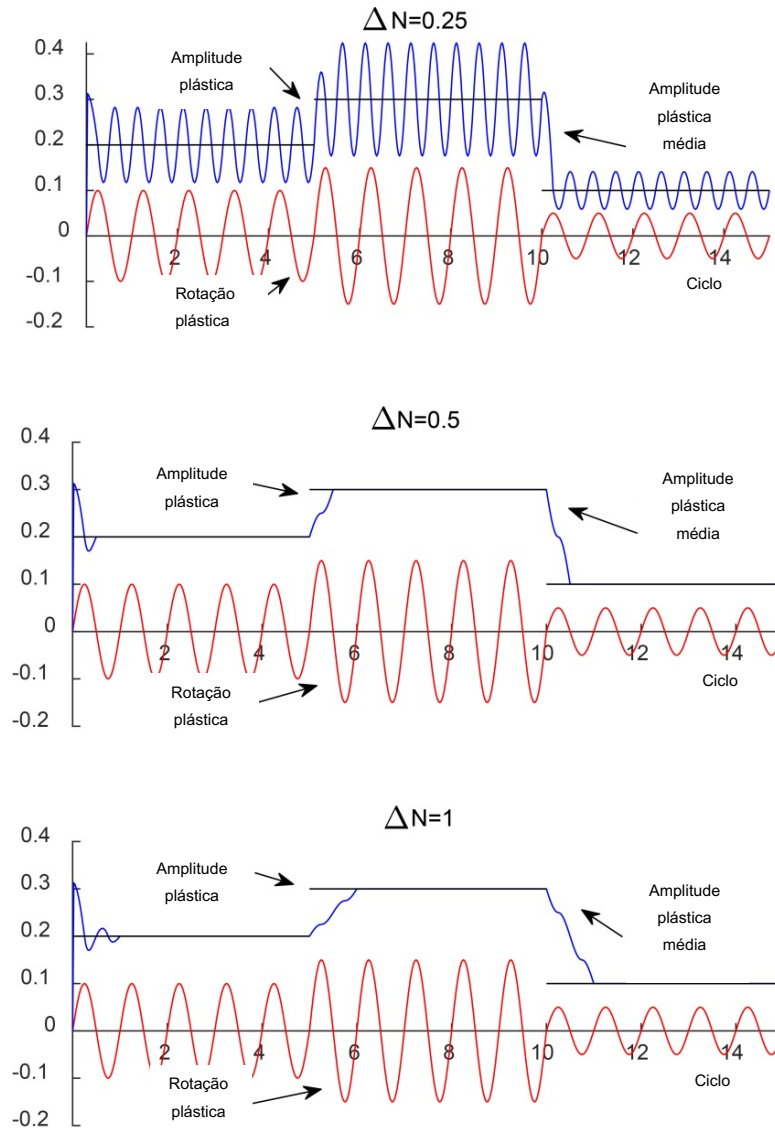 ΔN=0.25
0.4
0.3
0.2
0.1
0
-0.1
-0.2
Amplitude
plástica
Amplitude
plástica
média
2
4
6
8
10
12
14
Ciclo
Rotação
plástica
ΔN=0.5
0.4
0.3
0.2
0.1
0
-0.1
-0.2
Amplitude
plástica
Amplitude
plástica
média
2
4
6
8
10
12
14
Ciclo
Rotação
plástica
ΔN=1
0.4
0.3
0.2
0.1
0
-0.1
-0.2
Amplitude
plástica
Amplitude
plástica
média
2
4
6
8
10
12
14
Ciclo
Rotação
plástica